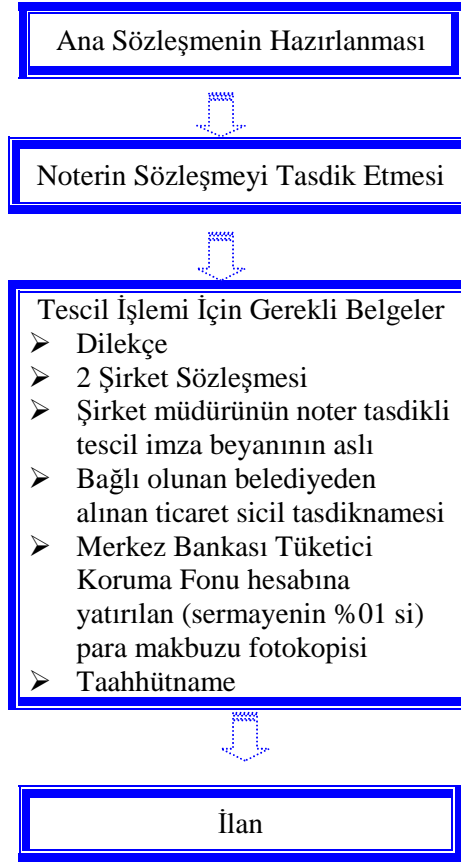 Ana Sözleşmenin Hazırlanması
Noterin Sözleşmeyi Tasdik Etmesi
Tescil İşlemi İçin Gerekli Belgeler
➢ Dilekçe
➢ 2 Şirket Sözleşmesi
➢ Şirket müdürünün noter tasdikli
tescil imza beyanının aslı
➢ Bağlı olunan belediyeden
alınan ticaret sicil tasdiknamesi
➢ Merkez Bankası Tüketici
Koruma Fonu hesabına
yatırılan (sermayenin %01 si)
para makbuzu fotokopisi
➢ Taahhütname
İlan